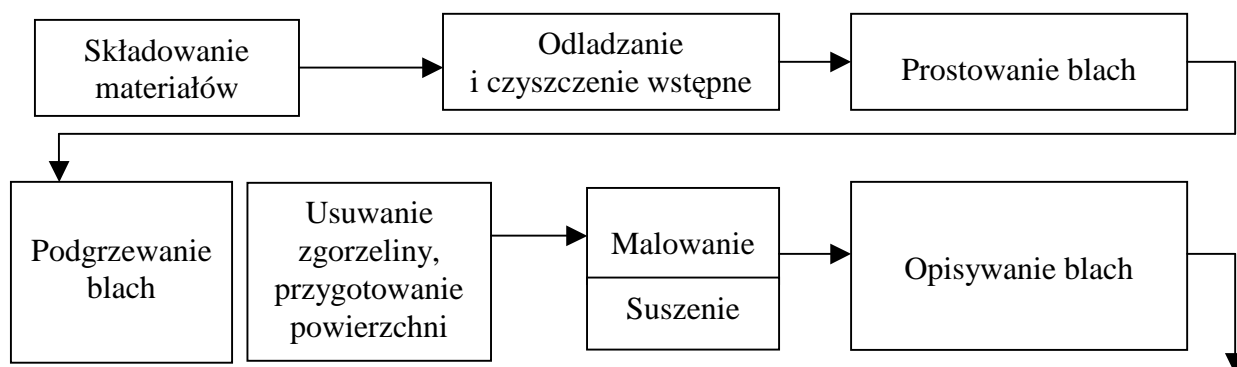 Składowanie
materiałów
Odladzanie
i czyszczenie wstępne
Prostowanie blach
Podgrzewanie
blach
Usuwanie
zgorzeliny,
przygotowanie
powierzchni
Malowanie
Suszenie
Opisywanie blach